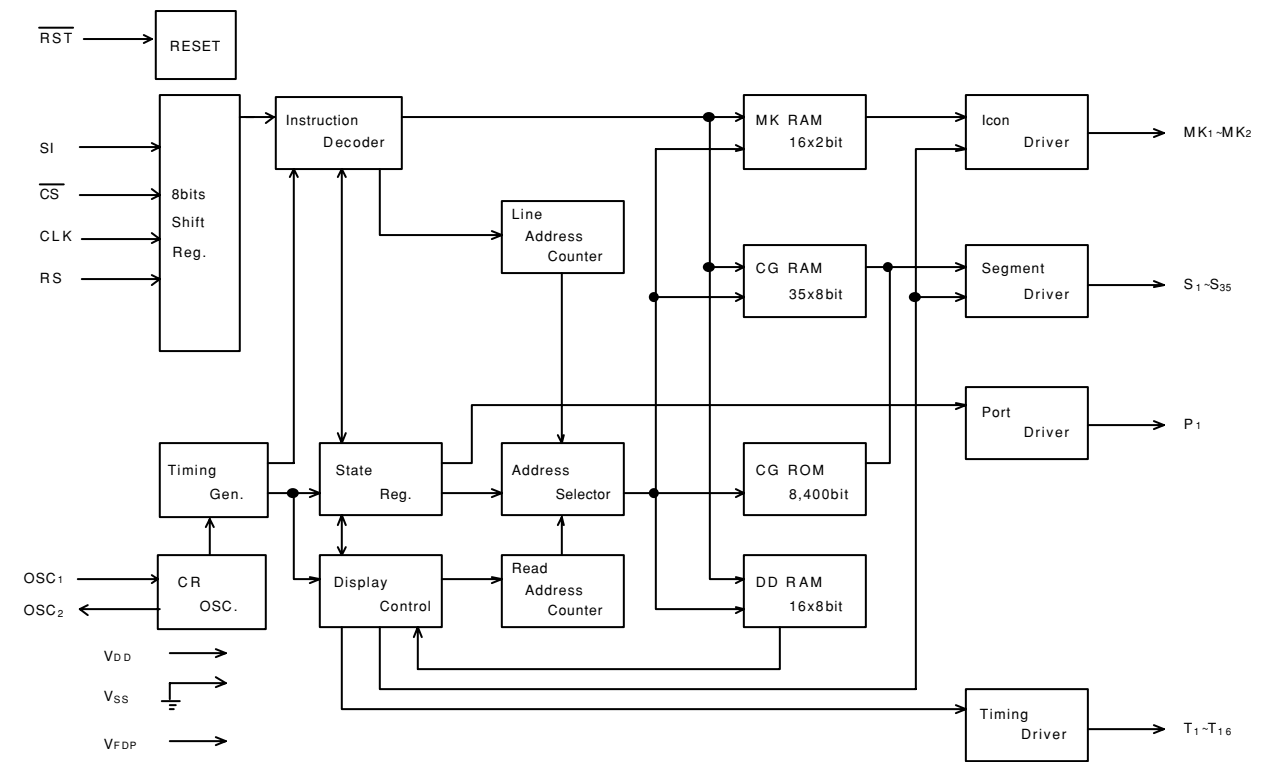 RST
RESET
Instruction
Decoder
MK RAM
16x2bit
Icon
Driver
MK1~MK2
SI
CS
CLK
RS
8bits
Shift
Reg.
Line
Address
Counter
CG RAM
35x8bit
Segment
Driver
S1~S35
Port
Driver
P1
Timing
Gen.
State
Reg.
Address
Selector
CG ROM
8,400bit
OSC1
OSC2
CR
OSC.
Display
Control
Read
Address
Counter
DD RAM
16x8bit
VDD
VSS
VFDP
Timing
Driver
T1~T16